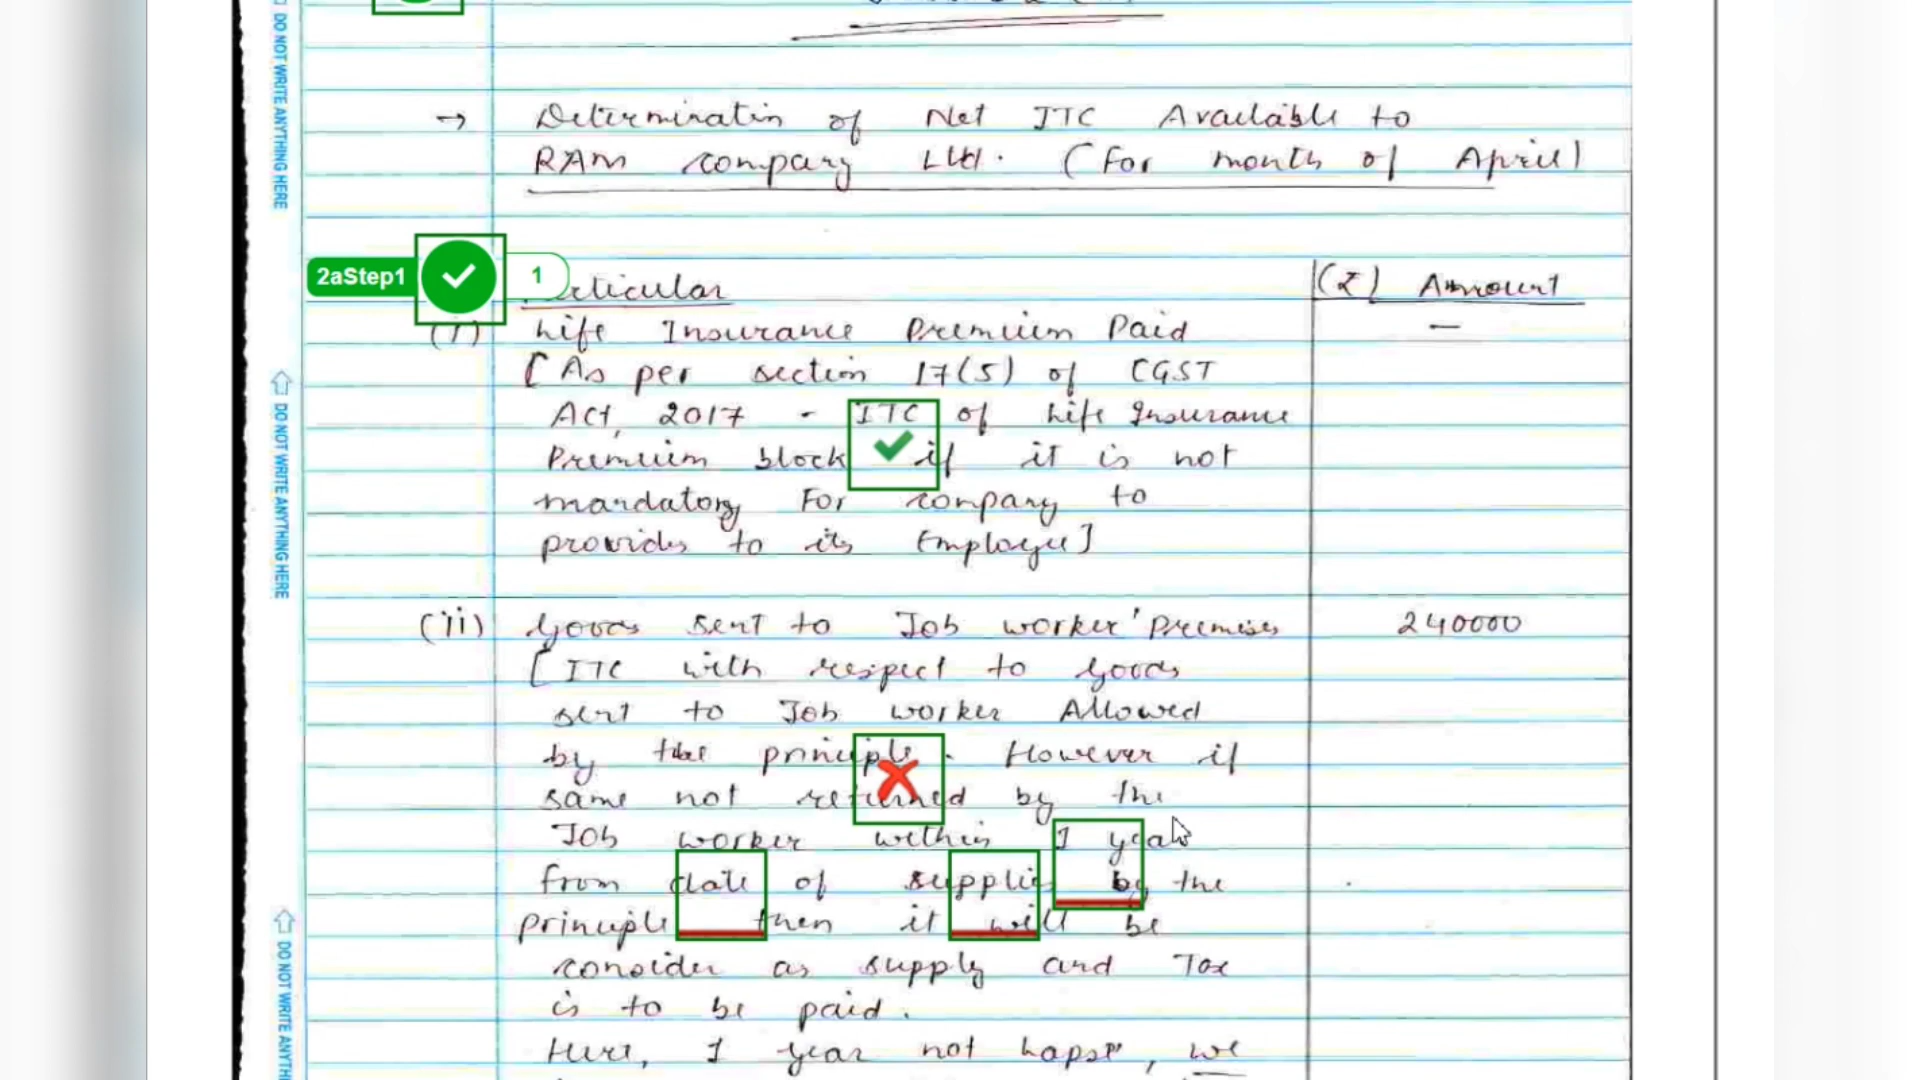 → Determinatin of Net ITC Available to
RAM company Ltd. (For month of April)
2aStep1 1
Particular (₹) Amount
(i) Life Insurance Premium Paid —
[As per section 17(5) of CGST
Act, 2017 - ITC of Life Insurance
Premium block if it is not
mandatory For company to
provides to its Employee]
(ii) Goods sent to Job worker' Premises 240000
[ITC with respect to goods
sent to Job worker Allowed
by the principle. However if
same not returned by the
Job worker within 1 year
from date of supplies by the
principle then it will be
consider as supply and Tax
is to be paid.
Here, 1 year not lapse, we
DO NOT WRITE ANYTHING HERE
DO NOT WRITE ANYTHING HERE
DO NOT WRITE ANYTHI